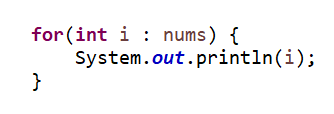 for(int i : nums) {
    System.out.println(i);
}